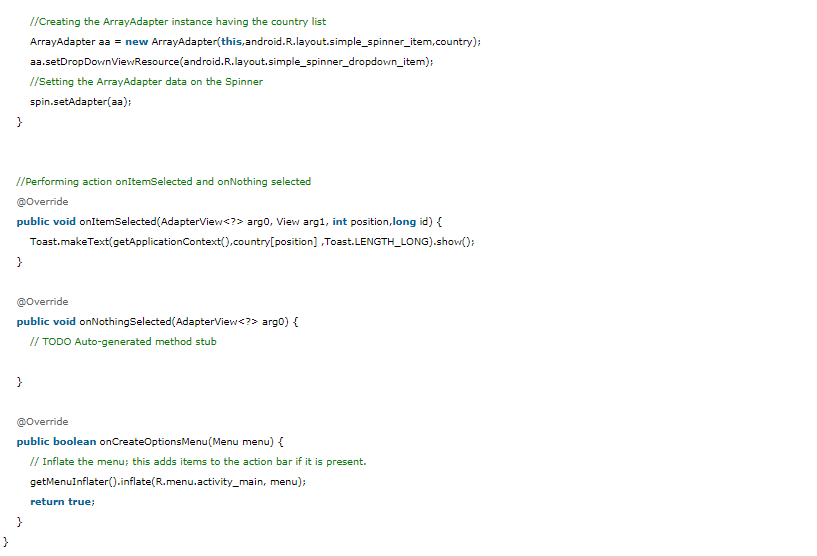 //Creating the ArrayAdapter instance having the country list
ArrayAdapter aa = new ArrayAdapter(this,android.R.layout.simple_spinner_item,country);
aa.setDropDownViewResource(android.R.layout.simple_spinner_dropdown_item);
//Setting the ArrayAdapter data on the Spinner
spin.setAdapter(aa);
}
//Performing action onItemSelected and onNothing selected
@Override
public void onItemSelected(AdapterView<?> arg0, View arg1, int position,long id) {
Toast.makeText(getApplicationContext(),country[position] ,Toast.LENGTH_LONG).show();
}
@Override
public void onNothingSelected(AdapterView<?> arg0) {
// TODO Auto-generated method stub
}
@Override
public boolean onCreateOptionsMenu(Menu menu) {
// Inflate the menu; this adds items to the action bar if it is present.
getMenuInflater().inflate(R.menu.activity_main, menu);
return true;
}
}